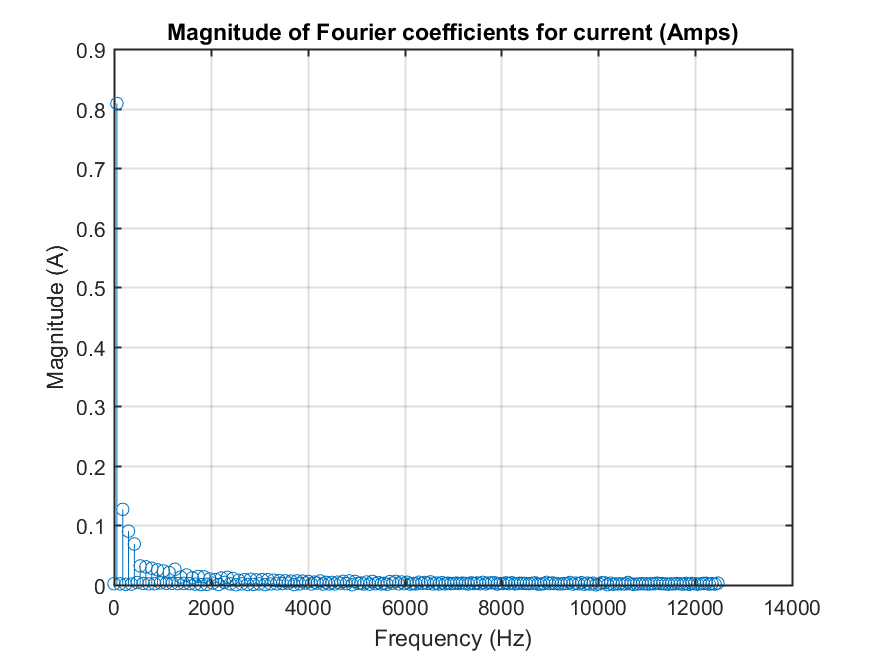 Magnitude of Fourier coefficients for current (Amps)
0.9
0.8
0.7
0.6
0.5
0.4
0.3
0.2
0.1
0
Magnitude (A)
0 2000 4000 6000 8000 10000 12000 14000
Frequency (Hz)